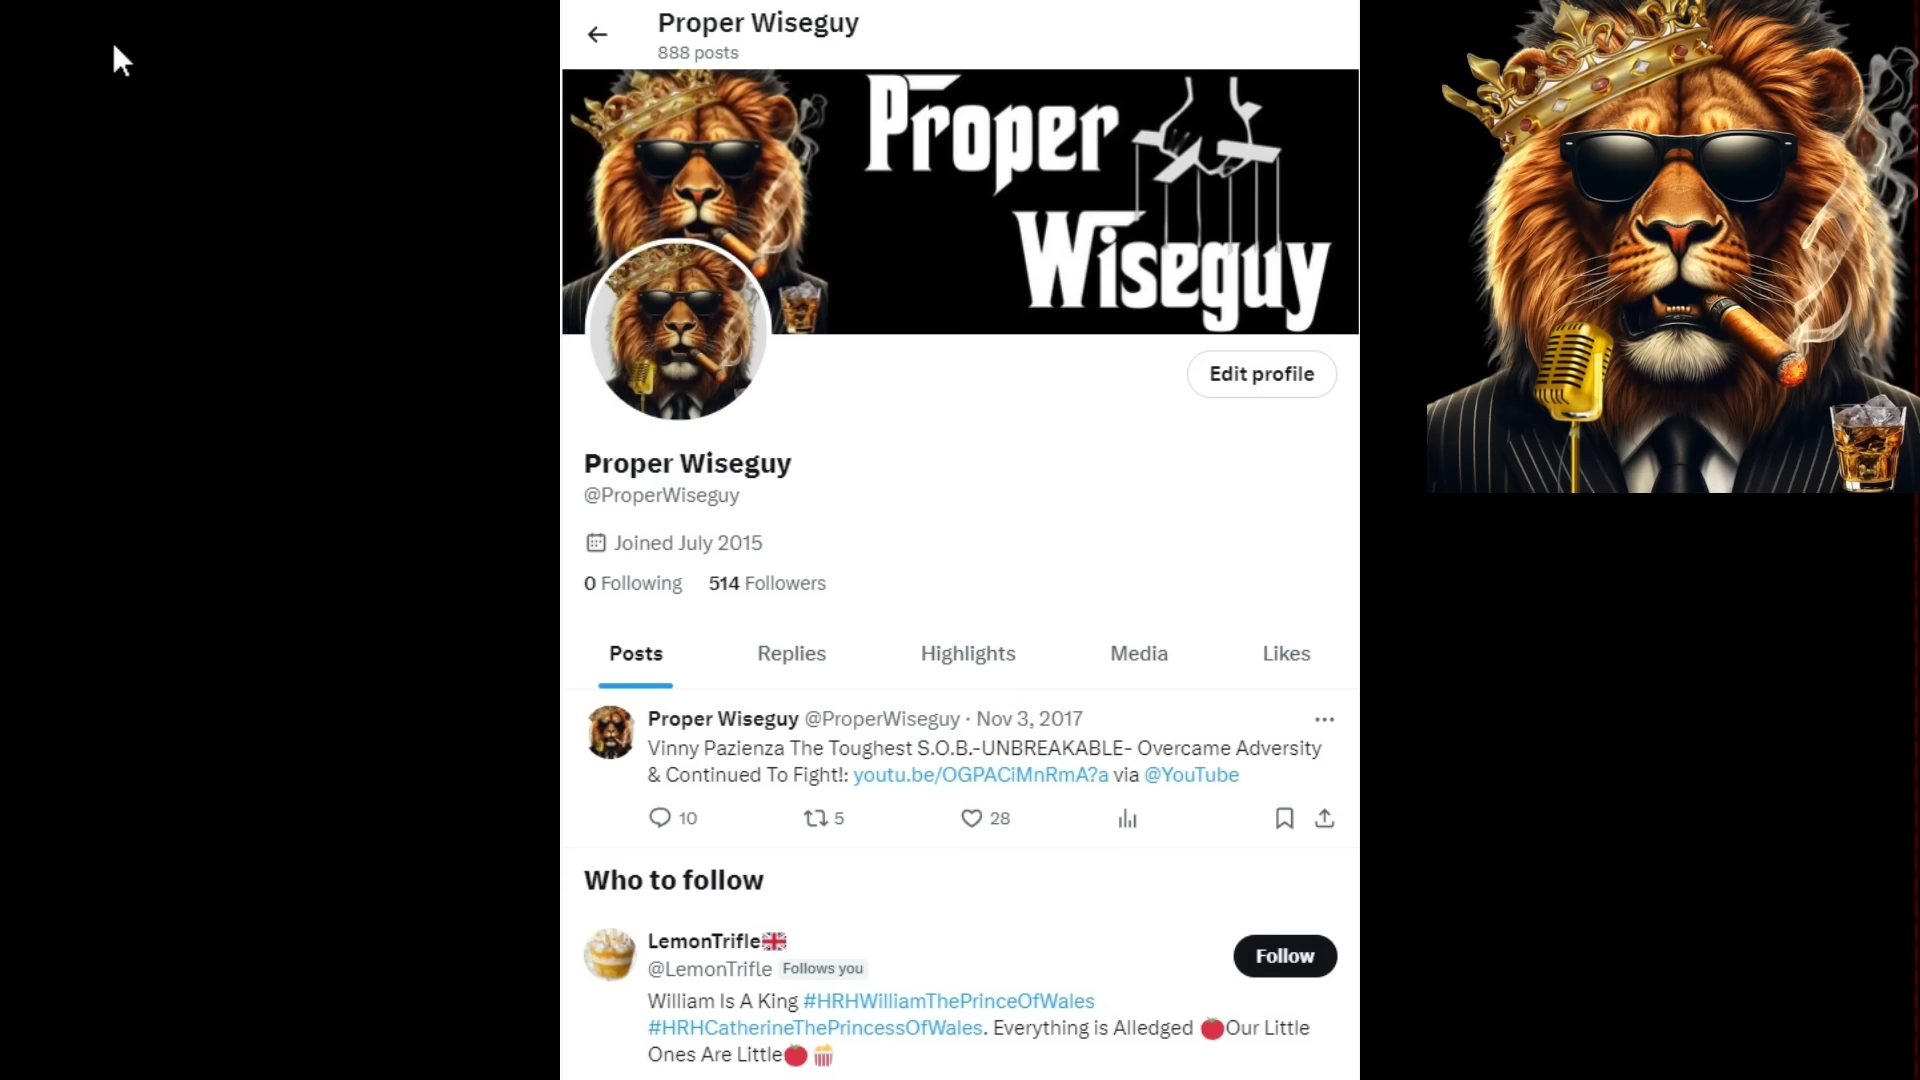 Proper Wiseguy
888 posts
Proper
Wiseguy
Edit profile
Proper Wiseguy
@ProperWiseguy
Joined July 2015
0 Following 514 Followers
Posts Replies Highlights Media Likes
Proper Wiseguy @ProperWiseguy · Nov 3, 2017
Vinny Pazienza The Toughest S.O.B.-UNBREAKABLE- Overcame Adversity
& Continued To Fight!: youtu.be/OGPACiMnRmA?a via @YouTube
10 5 28
Who to follow
LemonTrifle🇬🇧
@LemonTrifle Follows you
Follow
William Is A King #HRHWilliamThePrinceOfWales
#HRHCatherineThePrincessOfWales. Everything is Alledged 🍅Our Little
Ones Are Little🍅🍿